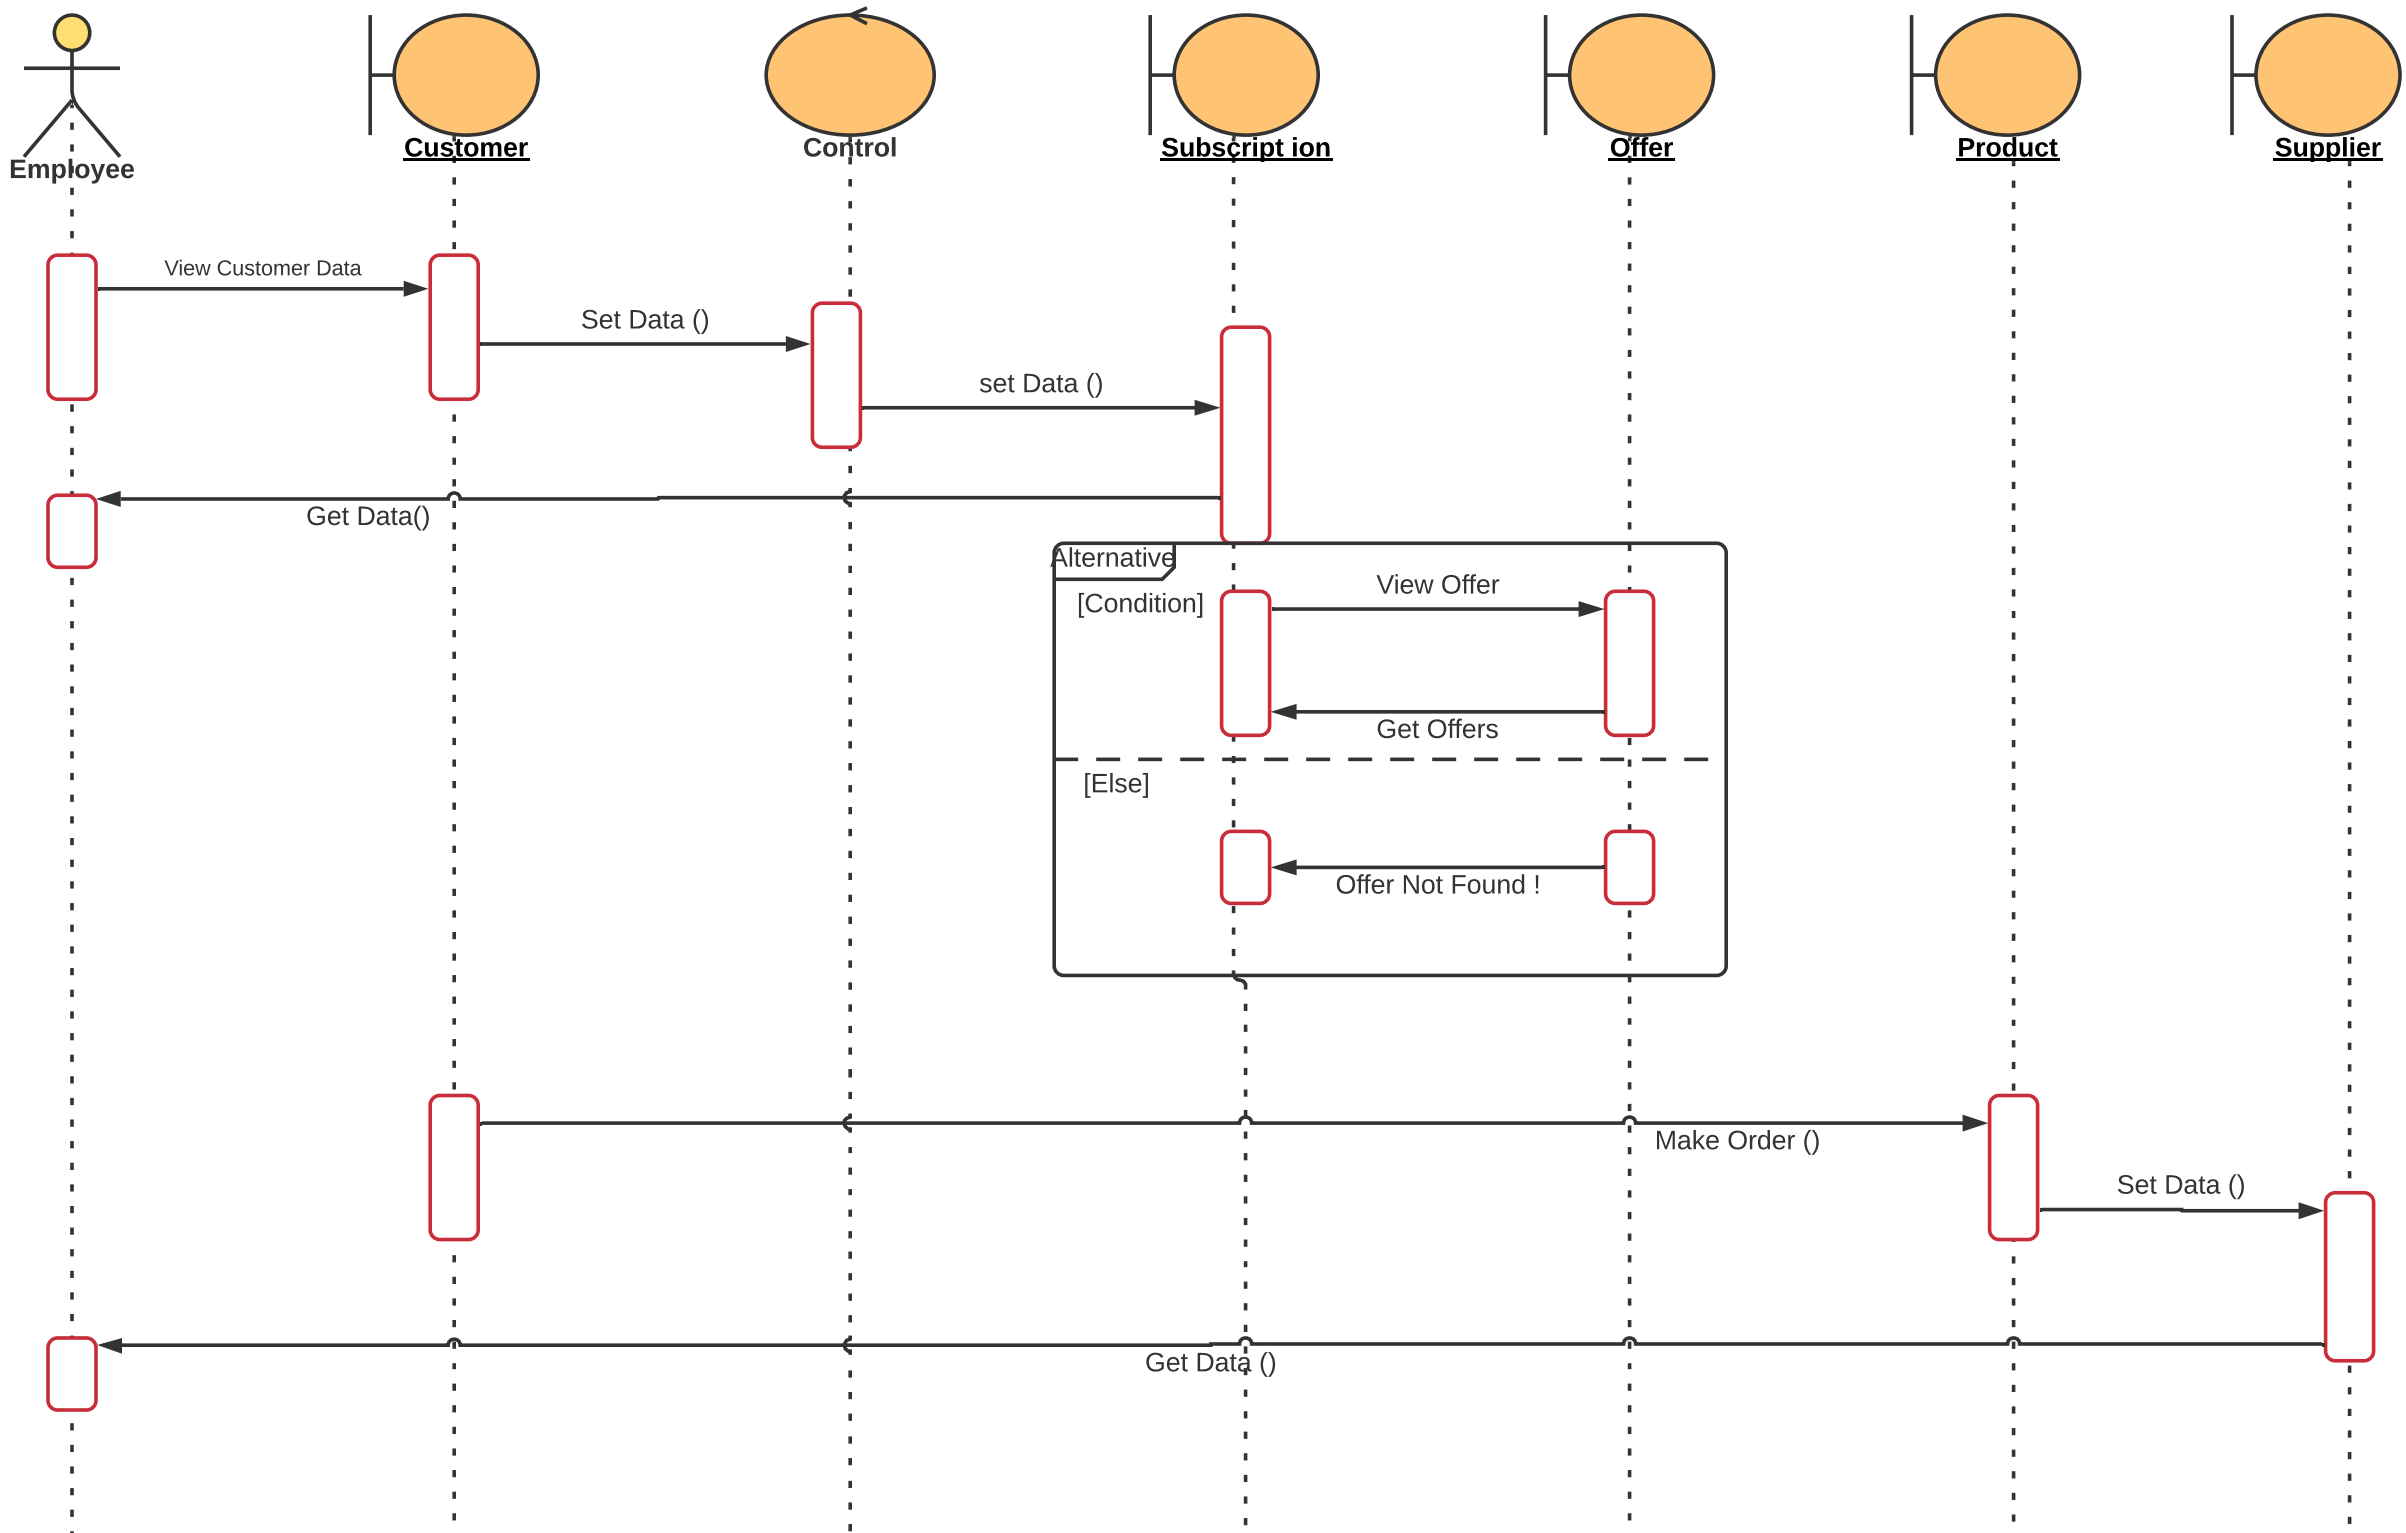 Employee
Customer
Control
Subscript ion
Offer
Product
Supplier
View Customer Data
Set Data ()
set Data ()
Get Data()
Alternative
[Condition]
View Offer
Get Offers
[Else]
Offer Not Found !
Make Order ()
Set Data ()
Get Data ()